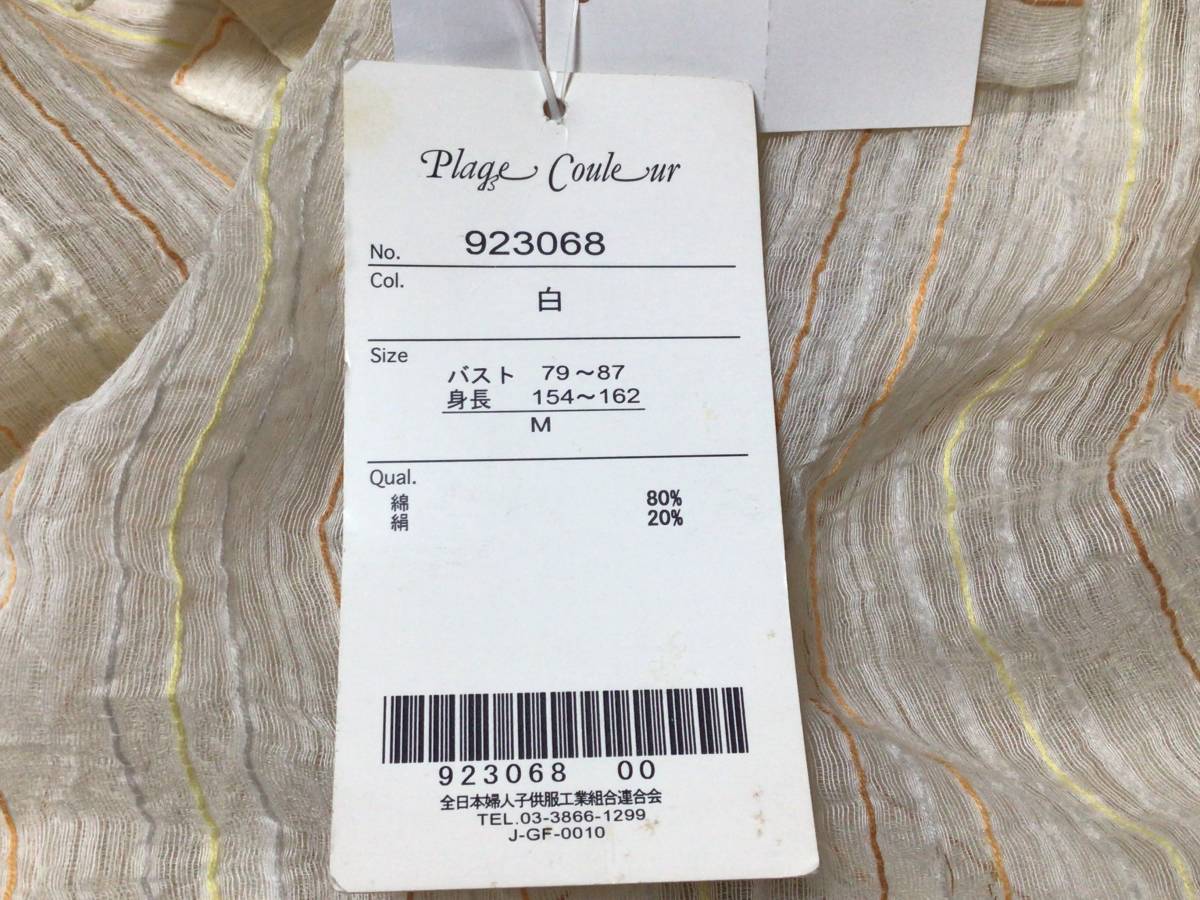 Plage Couleur
No. 923068
Col.
白
Size
バスト 79～87
身長 154～162
M
Qual.
綿 80%
絹 20%
923068 00
全日本婦人子供服工業組合連合会
TEL.03-3866-1299
J-GF-0010